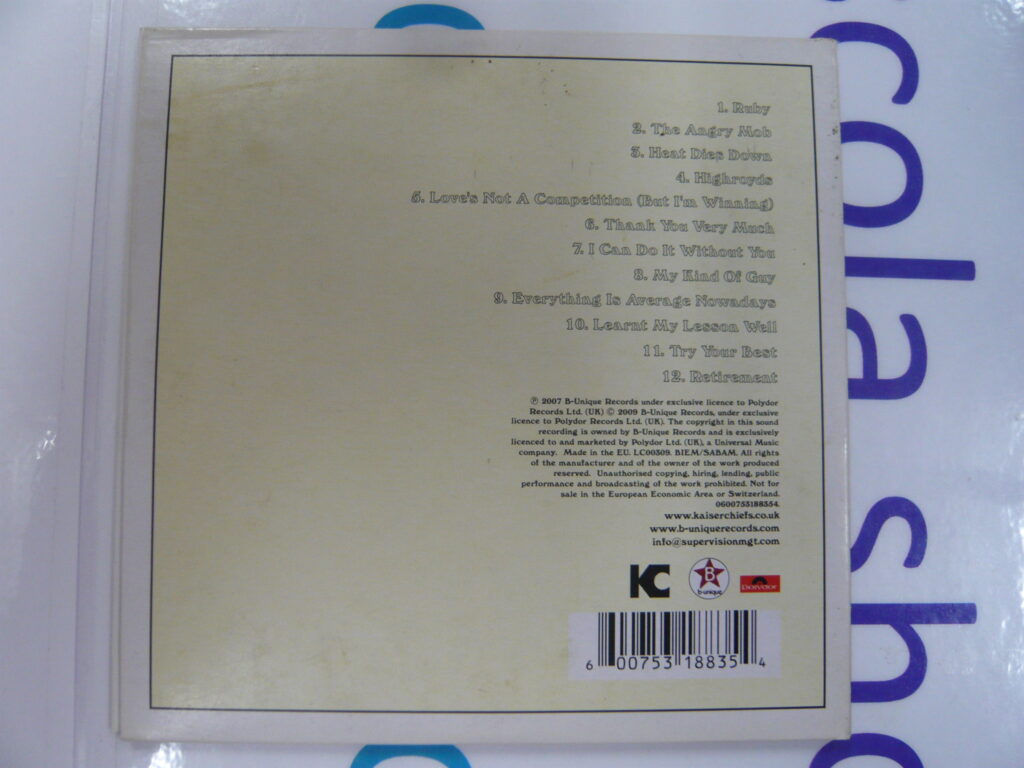 1. Ruby
2. The Angry Mob
3. Heat Dies Down
4. Highroyds
5. Love's Not A Competition (But I'm Winning)
6. Thank You Very Much
7. I Can Do It Without You
8. My Kind Of Guy
9. Everything Is Average Nowadays
10. Learnt My Lesson Well
11. Try Your Best
12. Retirement
℗ 2007 B-Unique Records under exclusive licence to Polydor
Records Ltd. (UK) © 2009 B-Unique Records, under exclusive
licence to Polydor Records Ltd. (UK). The copyright in this sound
recording is owned by B-Unique Records and is exclusively
licenced to and marketed by Polydor Ltd. (UK), a Universal Music
company. Made in the EU. LC00309. BIEM/SABAM. All rights
of the manufacturer and of the owner of the work produced
reserved. Unauthorised copying, hiring, lending, public
performance and broadcasting of the work prohibited. Not for
sale in the European Economic Area or Switzerland.
0600753188354.
www.kaiserchiefs.co.uk
www.b-uniquerecords.com
info@supervisionmgt.com
KC
B
b-unique
Polydor
6 00753 18835 4
cola sho